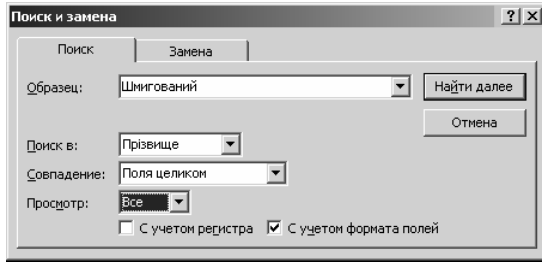 Поиск и замена
Поиск Замена
Образец: Шмигований Найти далее
Отмена
Поиск в: Прізвище
Совпадение: Поля целиком
Просмотр: Все
С учетом регистра С учетом формата полей